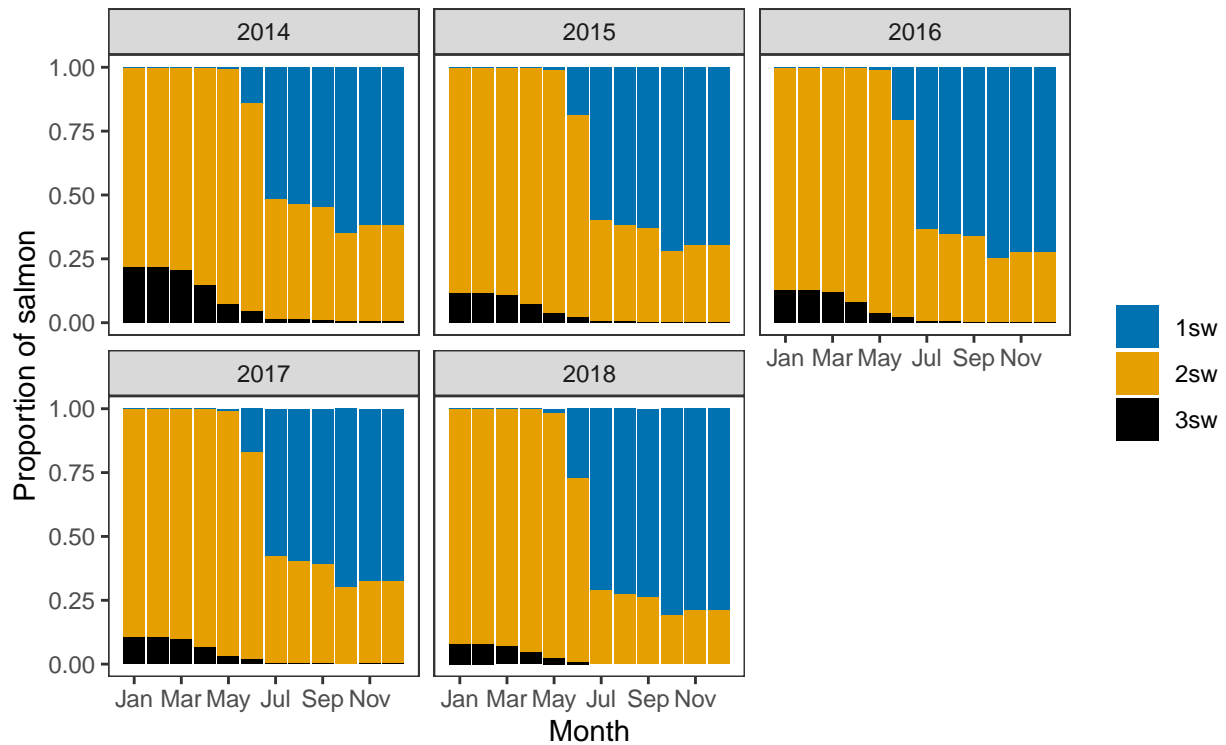 2014 2015 2016
1.00
0.75
0.50
0.25
0.00
Jan Mar May Jul Sep Nov
2017 2018
1.00
0.75
0.50
0.25
0.00
Jan Mar May Jul Sep Nov Jan Mar May Jul Sep Nov
Month
Proportion of salmon
1sw
2sw
3sw